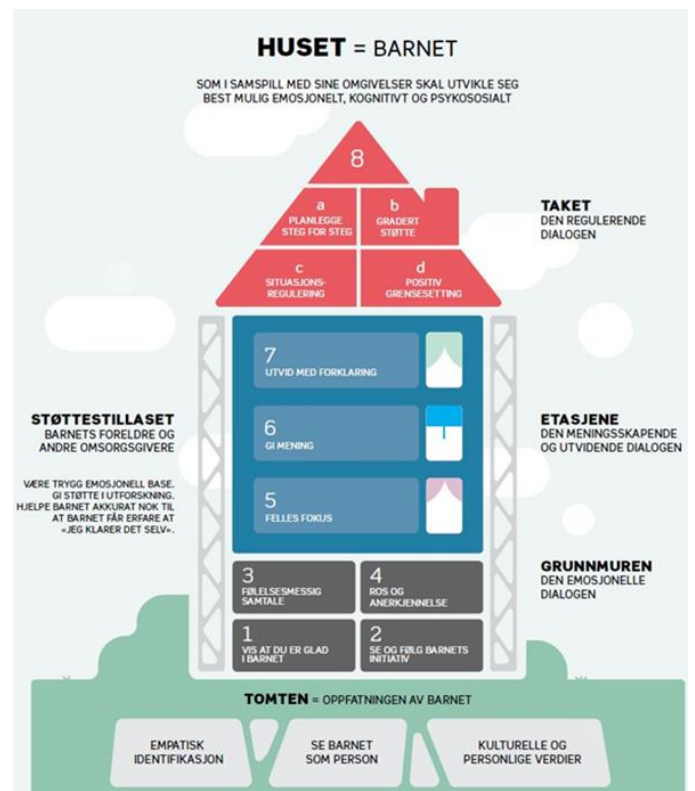 HUSET = BARNET
SOM I SAMSPILL MED SINE OMGIVELSER SKAL UTVIKLE SEG
BEST MULIG EMOSJONELT, KOGNITIVT OG PSYKOSOSIALT
8
a
PLANLEGGE
STEG FOR STEG
b
GRADERT
STØTTE
c
SITUASJONS-
REGULERING
d
POSITIV
GRENSESETTING
TAKET
DEN REGULERENDE
DIALOGEN
7
UTVID MED FORKLARING
6
GI MENING
5
FELLES FOKUS
STØTTESTILLASET
BARNETS FORELDRE OG
ANDRE OMSORGSGIVERE
VÆRE TRYGG EMOSJONELL BASE.
GI STØTTE I UTFORSKNING.
HJELPE BARNET AKKURAT NOK TIL
AT BARNET FÅR ERFARE AT
«JEG KLARER DET SELV».
ETASJENE
DEN MENINGSSKAPENDE
OG UTVIDENDE DIALOGEN
3
FØLELSESMESSIG
SAMTALE
4
ROS OG
ANERKJENNELSE
1
VIS AT DU ER GLAD
I BARNET
2
SE OG FØLG BARNETS
INITIATIV
GRUNNMUREN
DEN EMOSJONELLE
DIALOGEN
TOMTEN = OPPFATNINGEN AV BARNET
EMPATISK
IDENTIFIKASJON
SE BARNET
SOM PERSON
KULTURELLE OG
PERSONLIGE VERDIER